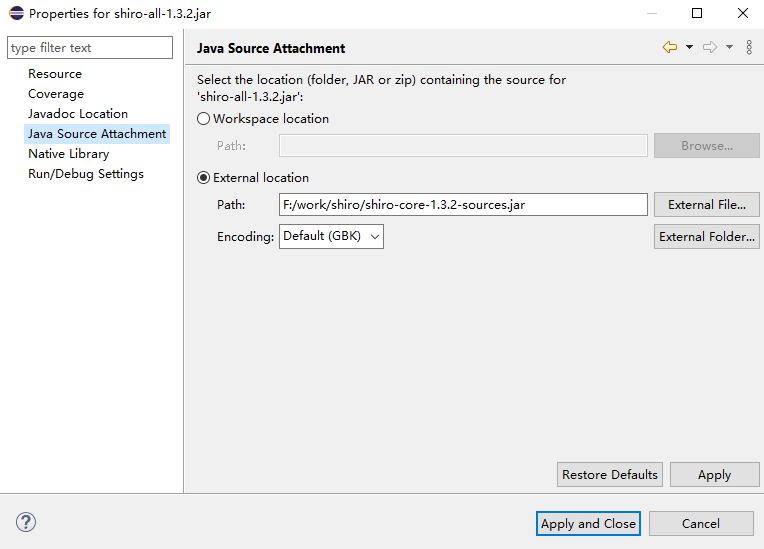 Properties for shiro-all-1.3.2.jar
type filter text
Resource
Coverage
Javadoc Location
Java Source Attachment
Native Library
Run/Debug Settings
Java Source Attachment
Select the location (folder, JAR or zip) containing the source for
'shiro-all-1.3.2.jar':
Workspace location
Path:
Browse...
External location
Path: F:/work/shiro/shiro-core-1.3.2-sources.jar External File...
Encoding: Default (GBK) External Folder...
Restore Defaults Apply
? Apply and Close Cancel